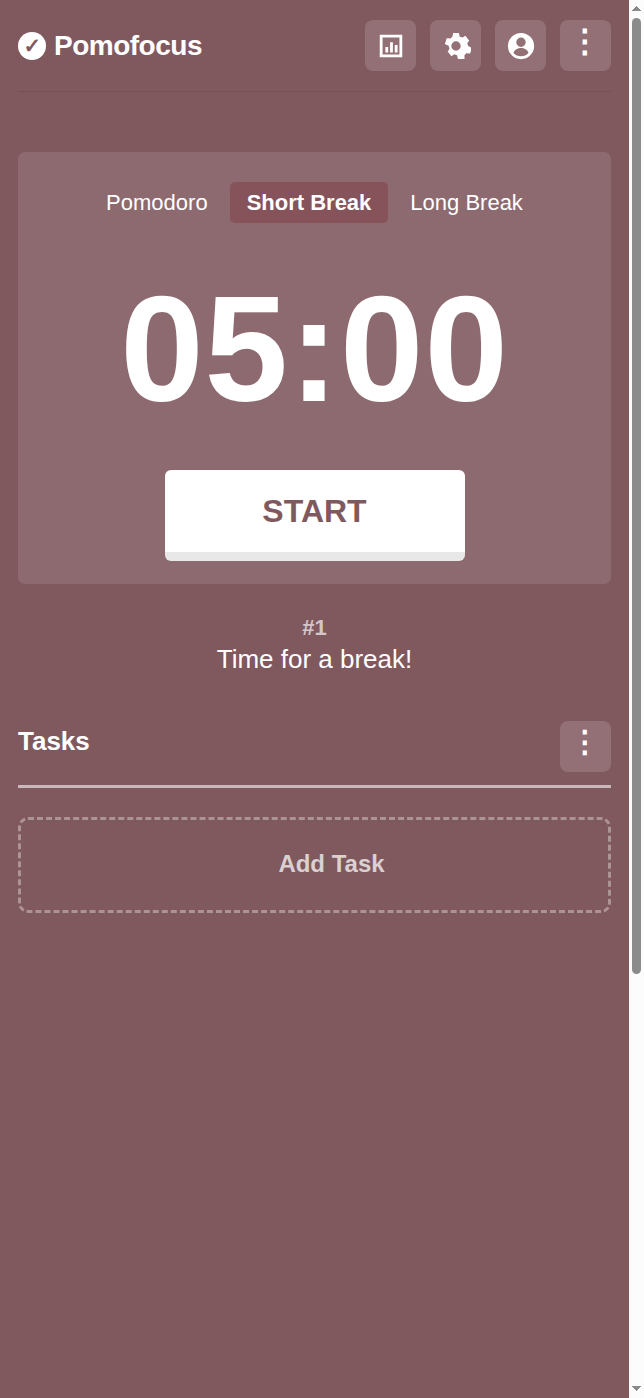 Pomofocus
Pomodoro Short Break Long Break
05:00
START
#1
Time for a break!
Tasks
Add Task